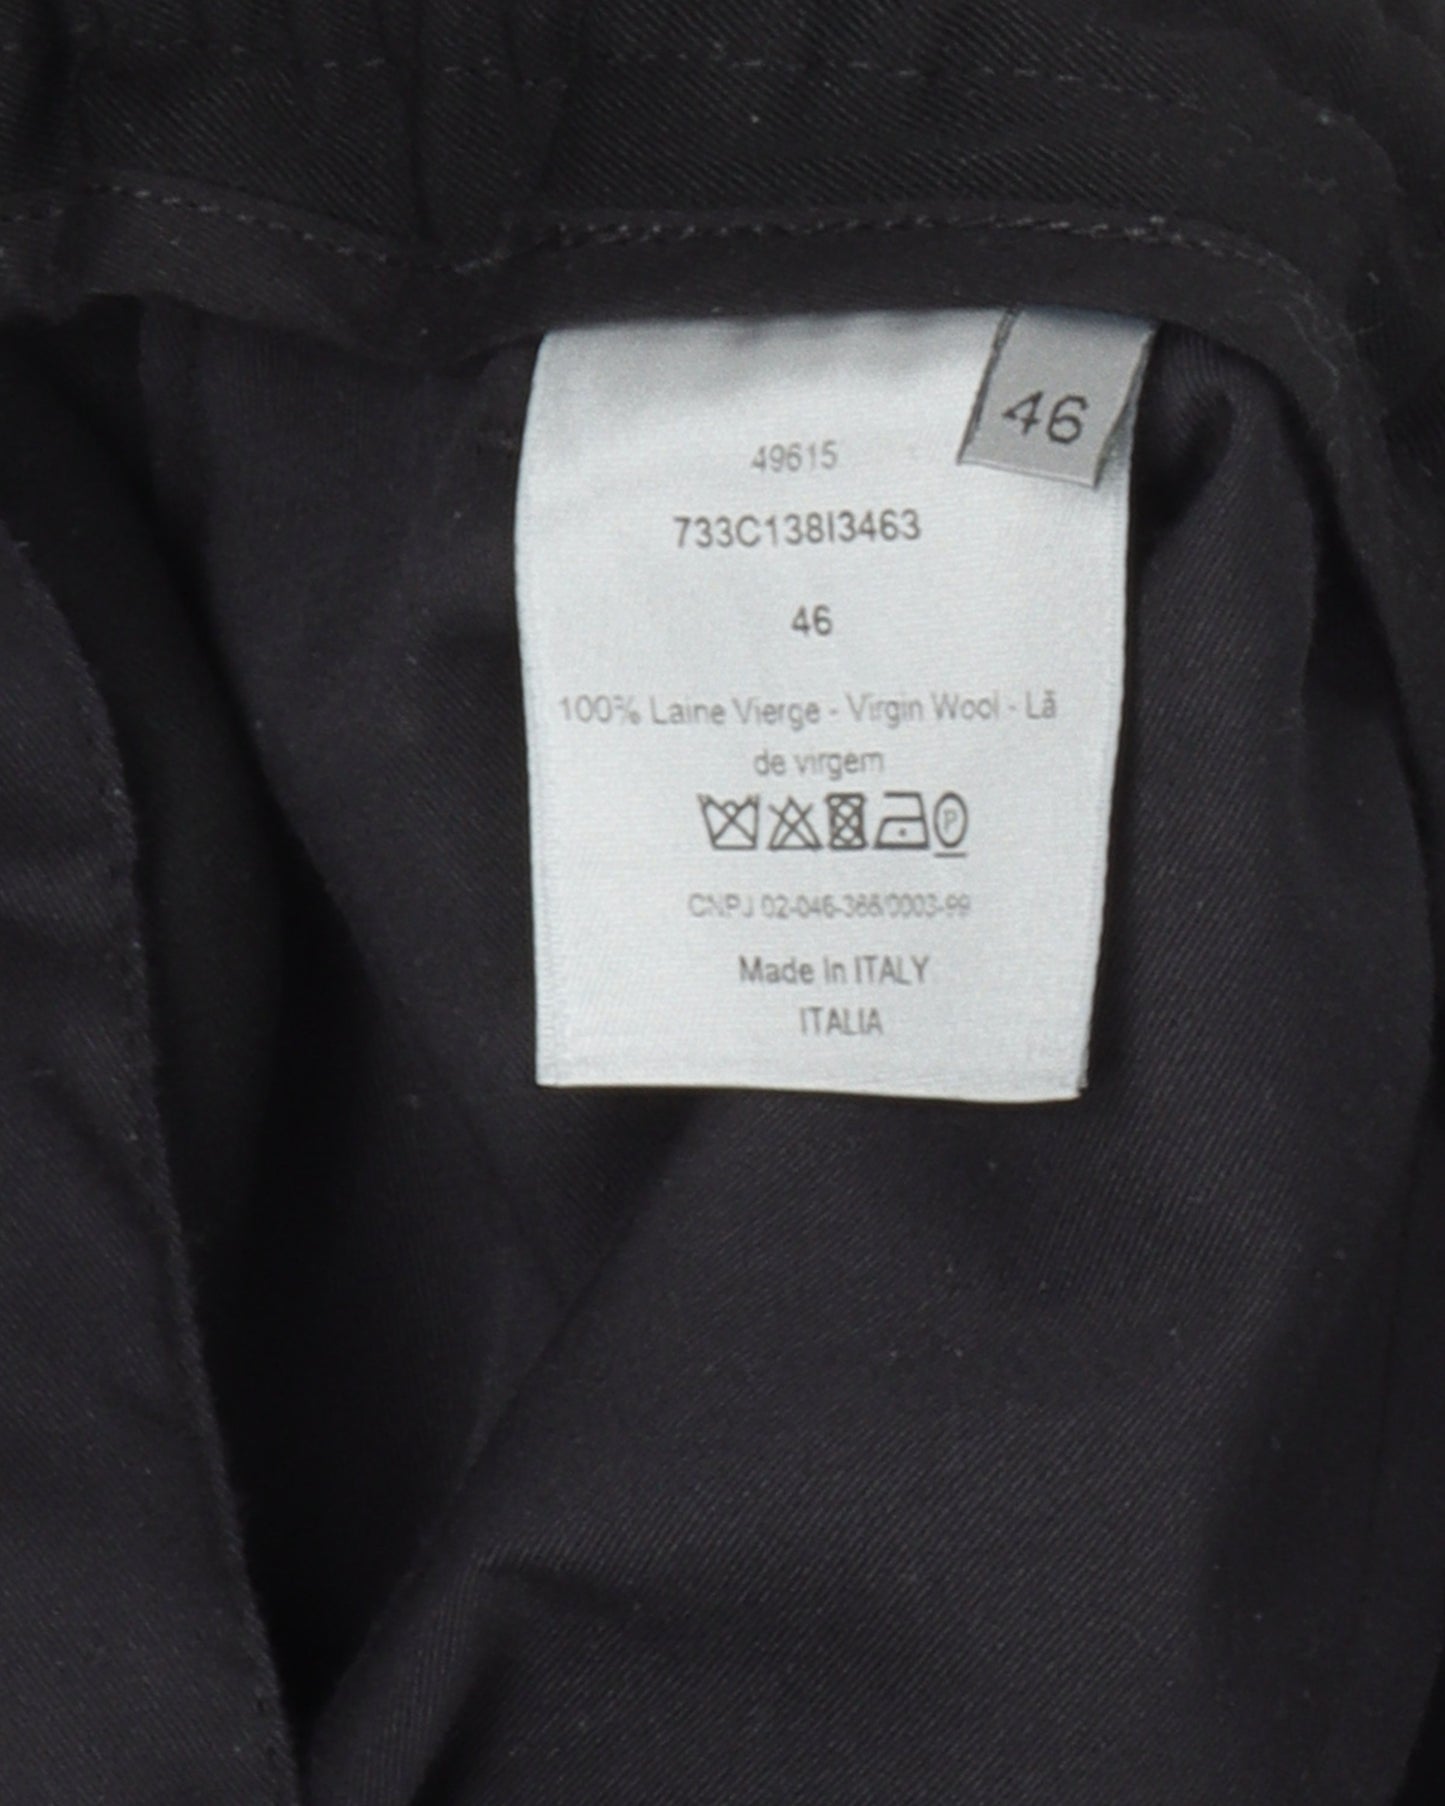 46
49615
733C138I3463
46
100% Laine Vierge - Virgin Wool - Lã
de virgem
P
CNPJ 02-046-366/0003-99
Made in ITALY
ITALIA